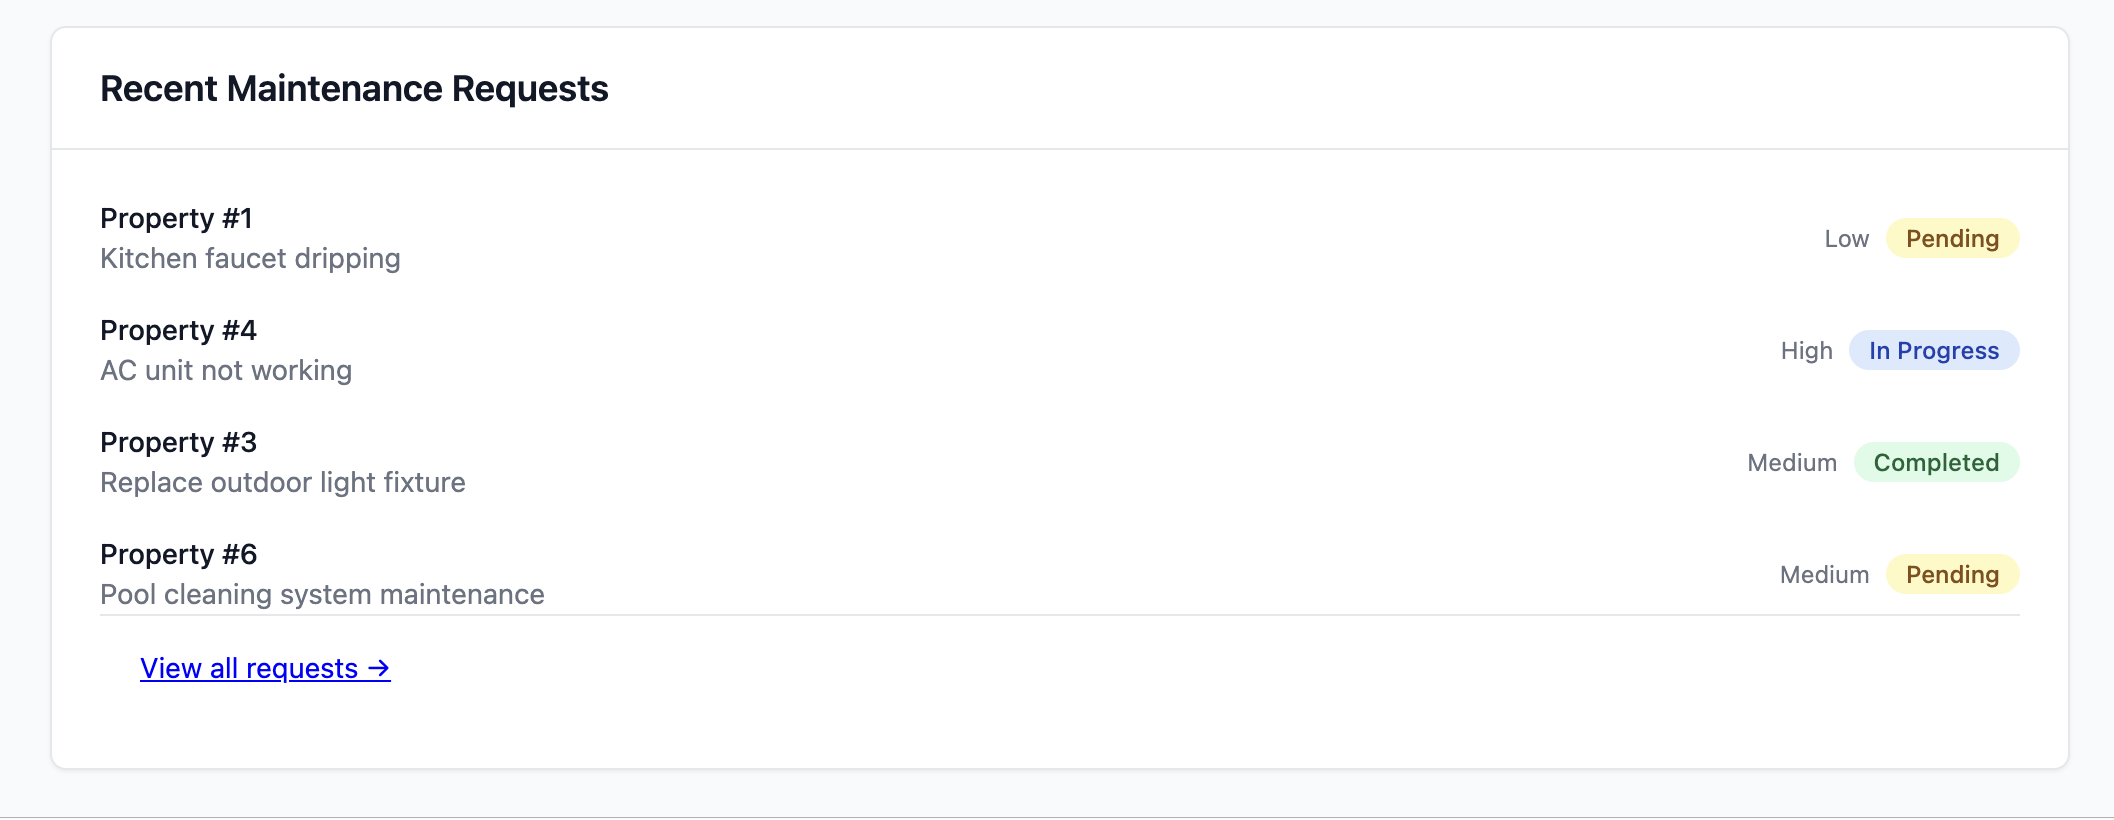 Recent Maintenance Requests
Property #1
Kitchen faucet dripping
Low Pending
Property #4
AC unit not working
High In Progress
Property #3
Replace outdoor light fixture
Medium Completed
Property #6
Pool cleaning system maintenance
Medium Pending
View all requests →